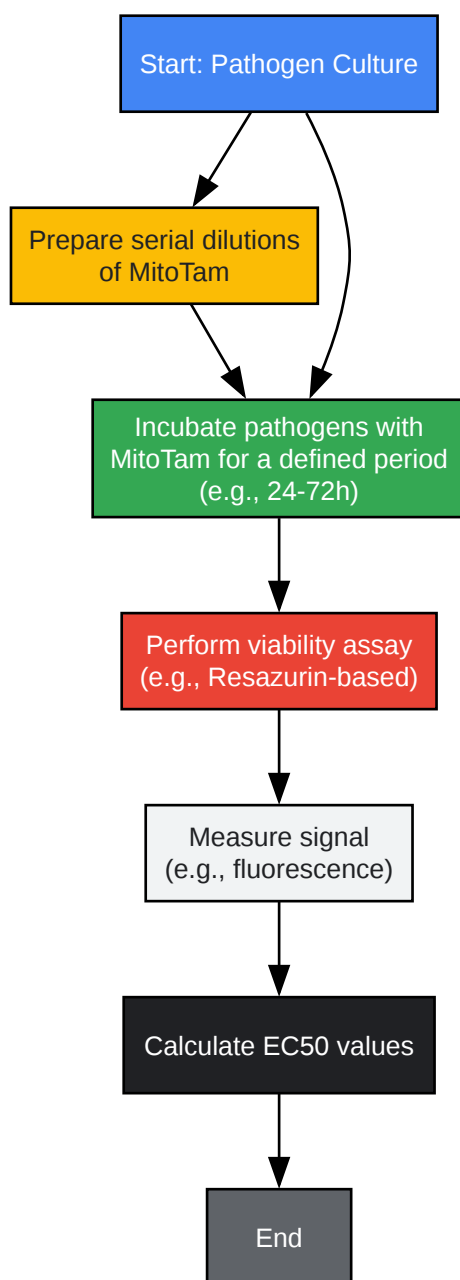 Start: Pathogen Culture
Prepare serial dilutions
of MitoTam
Incubate pathogens with
MitoTam for a defined period
(e.g., 24-72h)
Perform viability assay
(e.g., Resazurin-based)
Measure signal
(e.g., fluorescence)
Calculate EC50 values
End